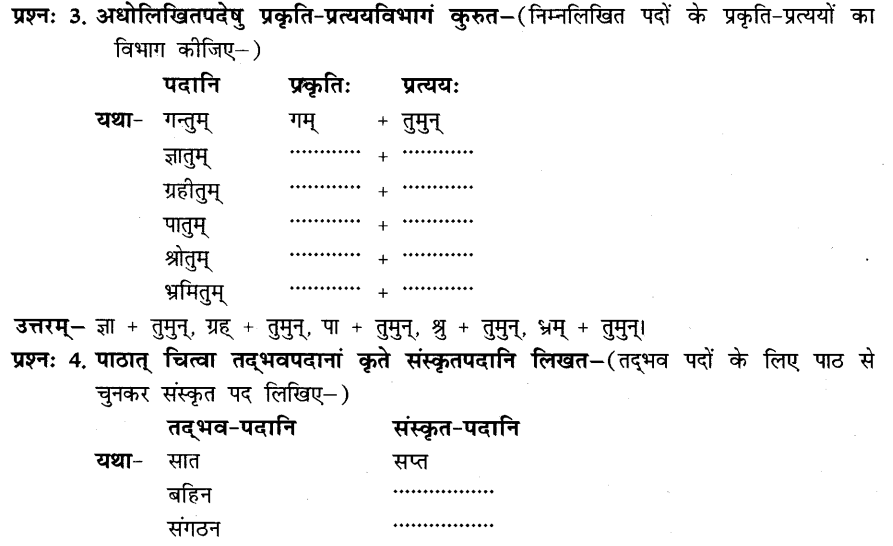 प्रश्नः 3. अधोलिखितपदेषु प्रकृति-प्रत्ययविभागं कुरुत–(निम्नलिखित पदों के प्रकृति-प्रत्ययों का
विभाग कीजिए–)
पदानि प्रकृतिः प्रत्ययः
यथा- गन्तुम् गम् + तुमुन्
ज्ञातुम् ............ + ............
ग्रहीतुम् ............ + ............
पातुम् ............ + ............
श्रोतुम् ............ + ............
भ्रमितुम् ............ + ............
उत्तरम्– ज्ञा + तुमुन्, ग्रह् + तुमुन्, पा + तुमुन्, श्रु + तुमुन्, भ्रम् + तुमुन्।
प्रश्नः 4. पाठात् चित्वा तद्भवपदानां कृते संस्कृतपदानि लिखत–(तद्भव पदों के लिए पाठ से
चुनकर संस्कृत पद लिखिए–)
तद्भव-पदानि संस्कृत-पदानि
यथा- सात सप्त
बहिन .................
संगठन .................